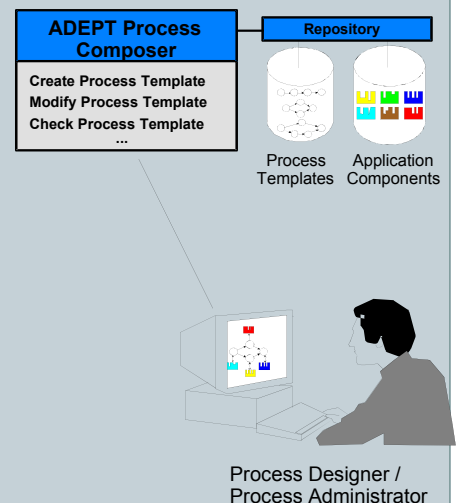 ADEPT Process
Composer
Create Process Template
Modify Process Template
Check Process Template
...
Repository
Process
Templates
Application
Components
Process Designer /
Process Administrator